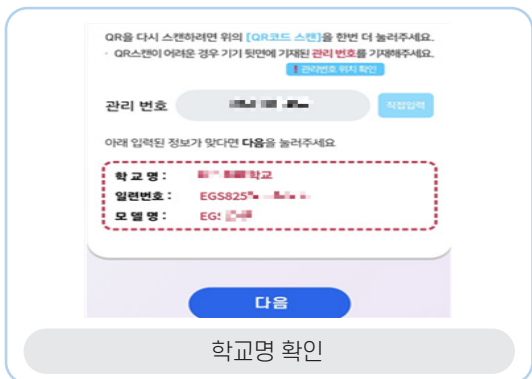 QR을 다시 스캔하려면 위의 [QR코드 스캔]을 한번 더 눌러주세요.
· QR스캔이 어려운 경우 기기 뒷면에 기재된 관리 번호를 기재해주세요.
! 관리번호 위치 확인
관리 번호
직접입력
아래 입력된 정보가 맞다면 다음을 눌러주세요
학 교 명 : 학교
일련번호 : EGS825
모 델 명 : EG
다음
학교명 확인